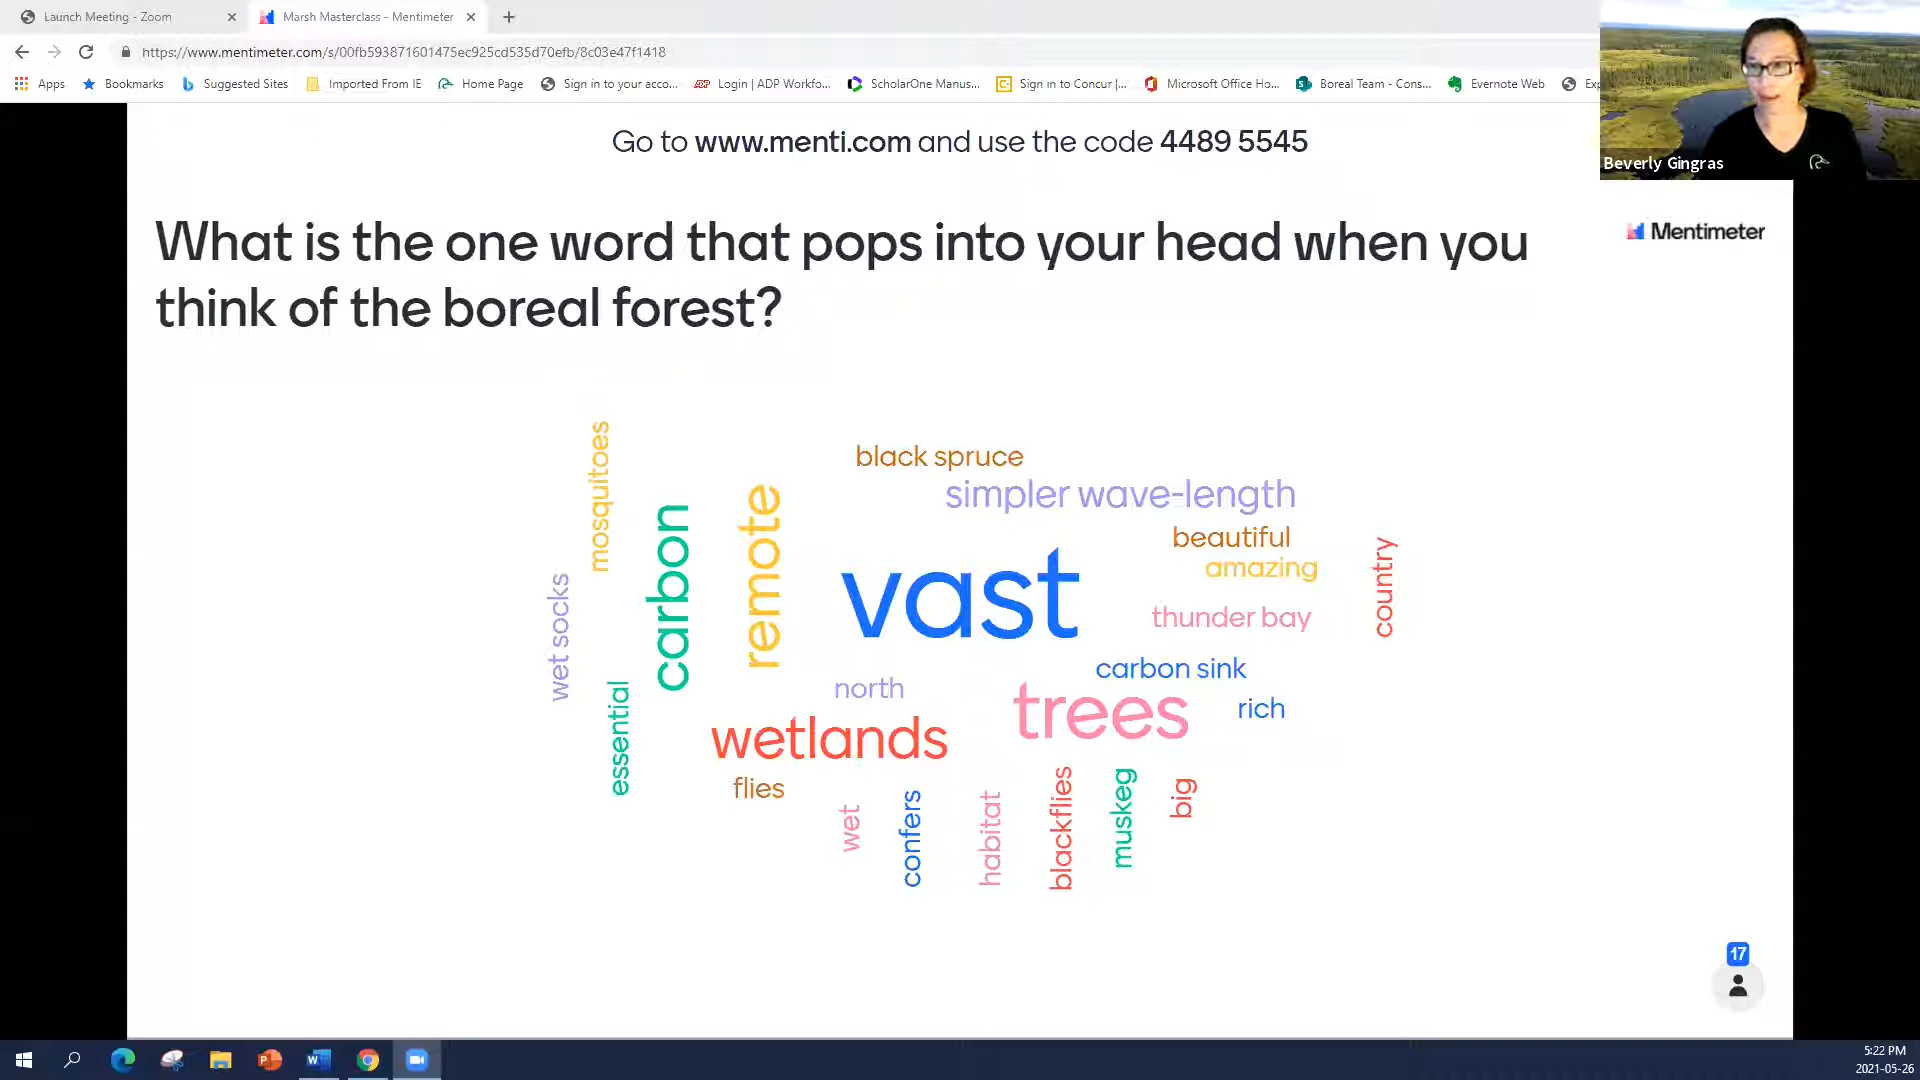 Launch Meeting - Zoom
Marsh Masterclass - Mentimeter
https://www.mentimeter.com/s/00fb593871601475ec925cd535d70efb/8c03e47f1418
Apps
Bookmarks
Suggested Sites
Imported From IE
Home Page
Sign in to your acco...
Login | ADP Workfo...
ScholarOne Manus...
Sign in to Concur |...
Microsoft Office Ho...
Boreal Team - Cons...
Evernote Web
Exp
Beverly Gingras
Go to www.menti.com and use the code 4489 5545
What is the one word that pops into your head when you
think of the boreal forest?
Mentimeter
mosquitoes
black spruce
simpler wave-length
remote
carbon
beautiful
amazing
country
vast
wet socks
thunder bay
carbon sink
essential
north
trees
rich
wetlands
flies
wet
confers
habitat
blackflies
muskeg
big
17
5:22 PM
2021-05-26